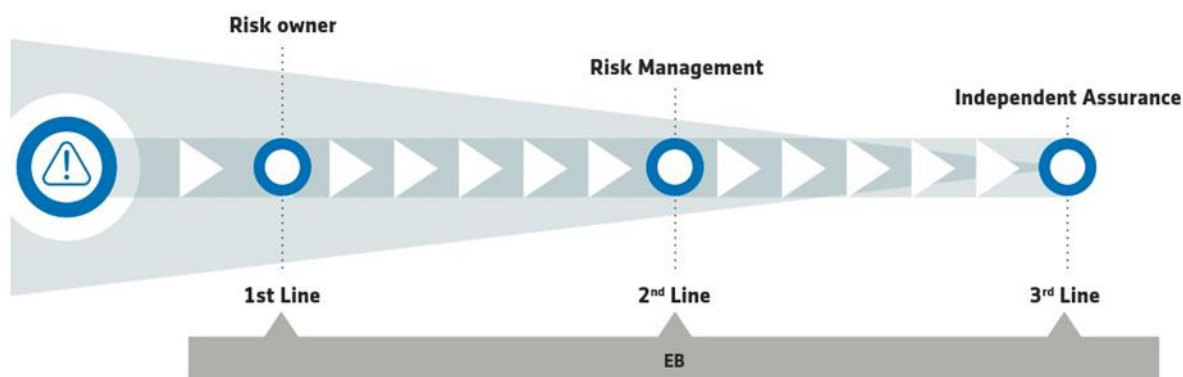 Risk owner
Risk Management
Independent Assurance
1st Line
2nd Line
3rd Line
EB